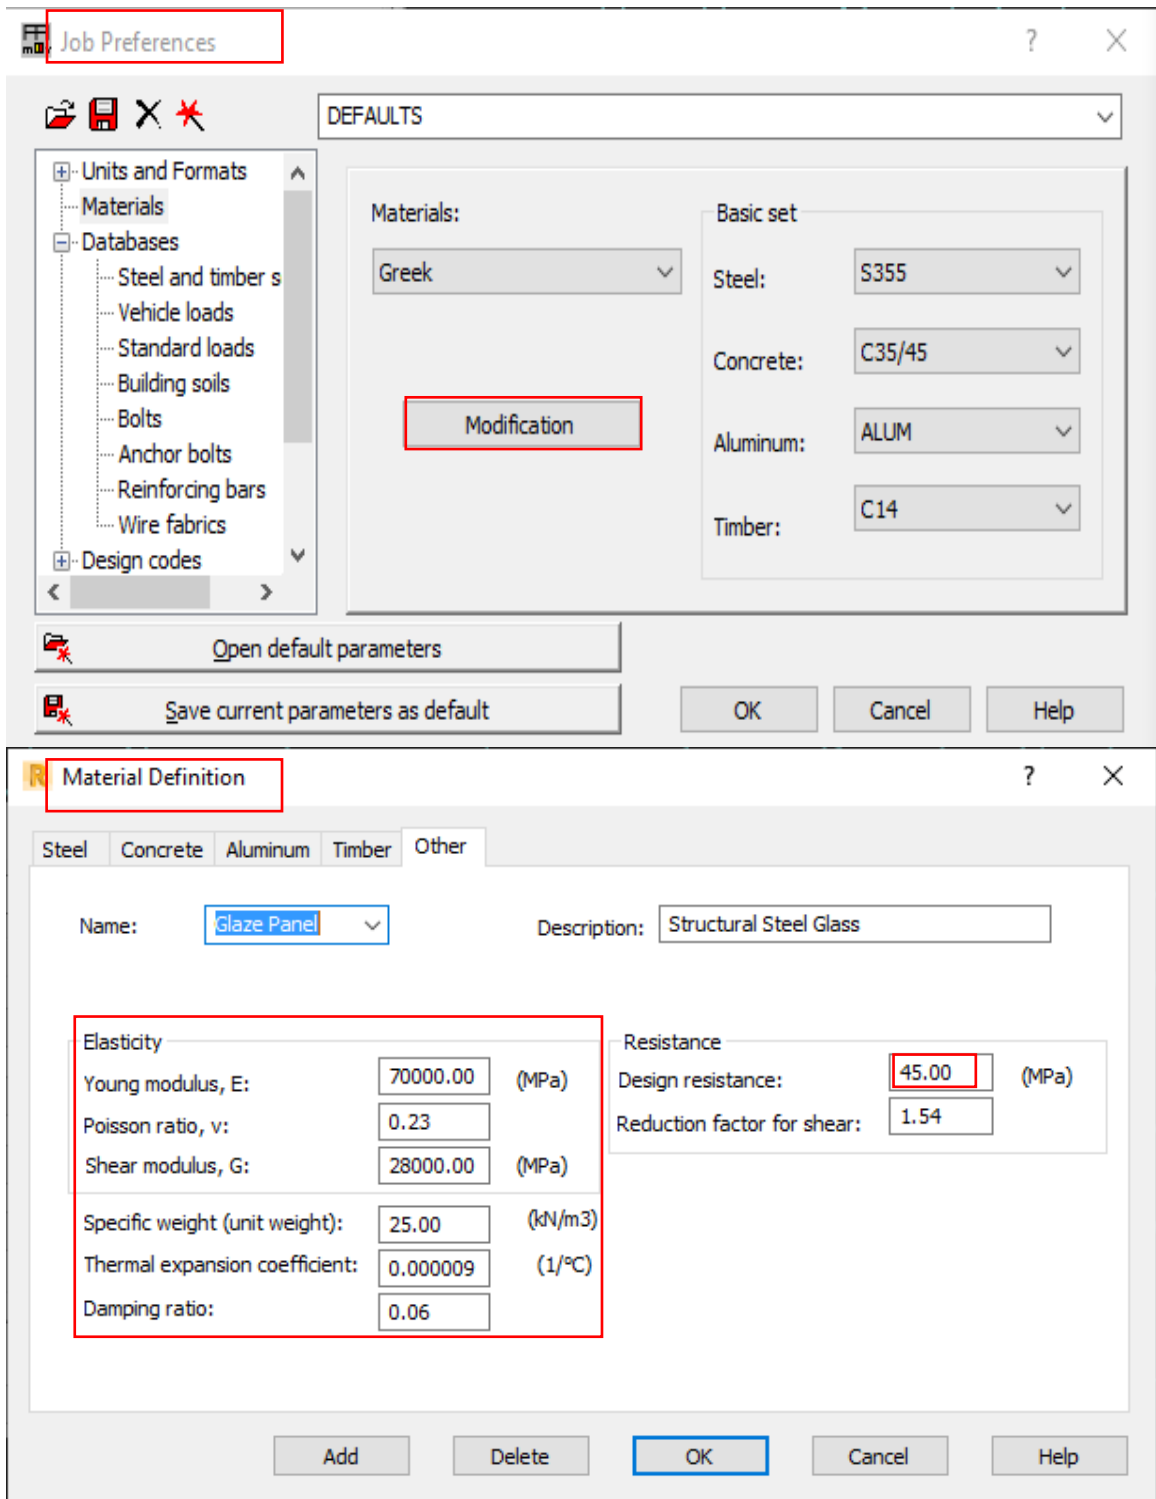 Job Preferences
?
DEFAULTS
Units and Formats
Materials
Databases
Steel and timber s
Vehicle loads
Standard loads
Building soils
Bolts
Anchor bolts
Reinforcing bars
Wire fabrics
Design codes
Materials:
Greek
Modification
Basic set
Steel: S355
Concrete: C35/45
Aluminum: ALUM
Timber: C14
Open default parameters
Save current parameters as default
OK Cancel Help
Material Definition
?
Steel Concrete Aluminum Timber Other
Name: Glaze Panel Description: Structural Steel Glass
Elasticity
Young modulus, E: 70000.00 (MPa)
Poisson ratio, v: 0.23
Shear modulus, G: 28000.00 (MPa)
Specific weight (unit weight): 25.00 (kN/m3)
Thermal expansion coefficient: 0.000009 (1/°C)
Damping ratio: 0.06
Resistance
Design resistance: 45.00 (MPa)
Reduction factor for shear: 1.54
Add Delete OK Cancel Help